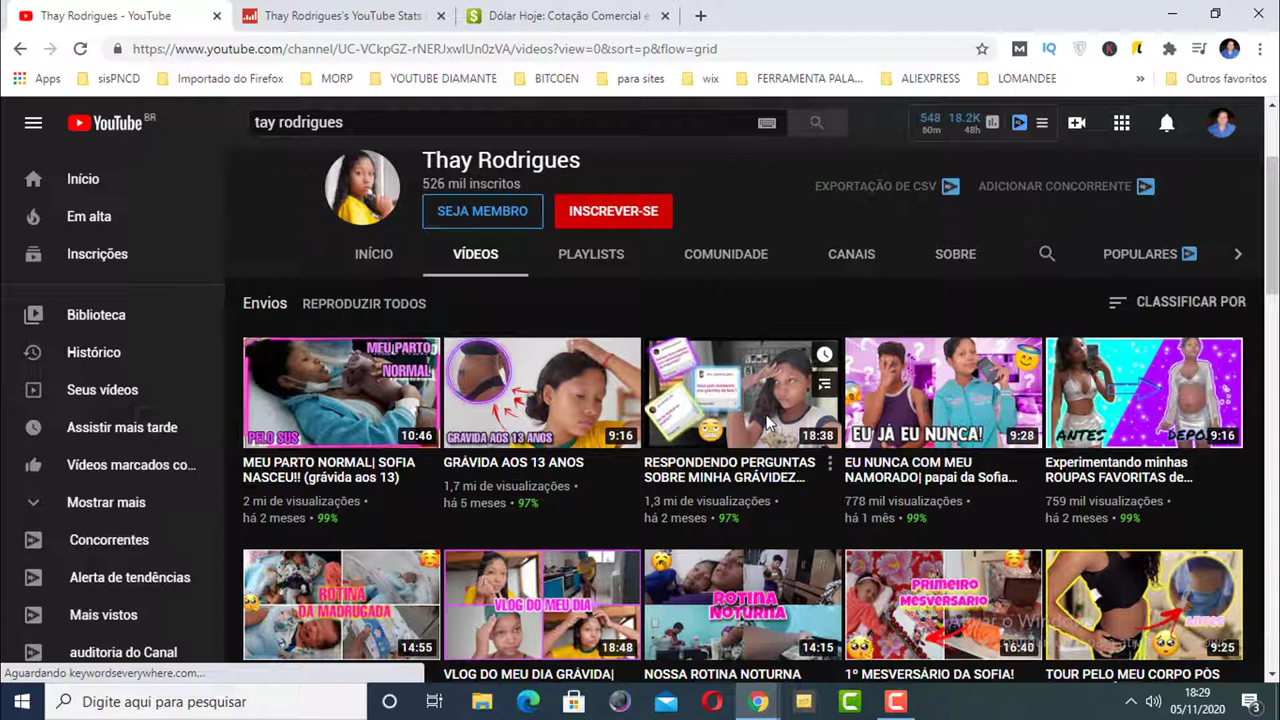 Thay Rodrigues - YouTube
Thay Rodrigues's YouTube Stats
Dólar Hoje: Cotação Comercial e
https://www.youtube.com/channel/UC-VCkpGZ-rNERJxwIUn0zVA/videos?view=0&sort=p&flow=grid
Apps
sisPNCD
Importado do Firefox
MORP
YOUTUBE DIAMANTE
BITCOEN
para sites
wix
FERRAMENTA PALA...
ALIEXPRESS
LOMANDEE
»
Outros favoritos
YouTube BR
tay rodrigues
548 18.2K
60m 48h
Thay Rodrigues
526 mil inscritos
SEJA MEMBRO
INSCREVER-SE
EXPORTAÇÃO DE CSV
ADICIONAR CONCORRENTE
INÍCIO
VÍDEOS
PLAYLISTS
COMUNIDADE
CANAIS
SOBRE
POPULARES
Início
Em alta
Inscrições
Biblioteca
Histórico
Seus vídeos
Assistir mais tarde
Vídeos marcados co...
Mostrar mais
Concorrentes
Alerta de tendências
Mais vistos
auditoria do Canal
Envios
REPRODUZIR TODOS
CLASSIFICAR POR
MEU PARTO
NORMAL
PELO SUS
10:46
MEU PARTO NORMAL| SOFIA
NASCEU!! (grávida aos 13)
2 mi de visualizações •
há 2 meses • 99%
GRÁVIDA AOS 13 ANOS
9:16
GRÁVIDA AOS 13 ANOS
1,7 mi de visualizações •
há 5 meses • 97%
18:38
RESPONDENDO PERGUNTAS
SOBRE MINHA GRÁVIDEZ...
1,3 mi de visualizações •
há 2 meses • 97%
EU JÁ EU NUNCA!
9:28
EU NUNCA COM MEU
NAMORADO| papai da Sofia...
778 mil visualizações •
há 1 mês • 99%
ANTES
DEPOIS
9:16
Experimentando minhas
ROUPAS FAVORITAS de...
759 mil visualizações •
há 2 meses • 99%
ROTINA
DA MADRUGADA
14:55
VLOG DO MEU DIA
18:48
VLOG DO MEU DIA GRÁVIDA|
ROTINA
NOTURNA
14:15
NOSSA ROTINA NOTURNA
PRIMEIRO
MESVERSARIO
16:40
1º MESVERSÁRIO DA SOFIA!
ANTES
9:25
TOUR PELO MEU CORPO PÓS
Ativar o Windows
Aguardando keywordseverywhere.com...
Digite aqui para pesquisar
18:29
05/11/2020
3